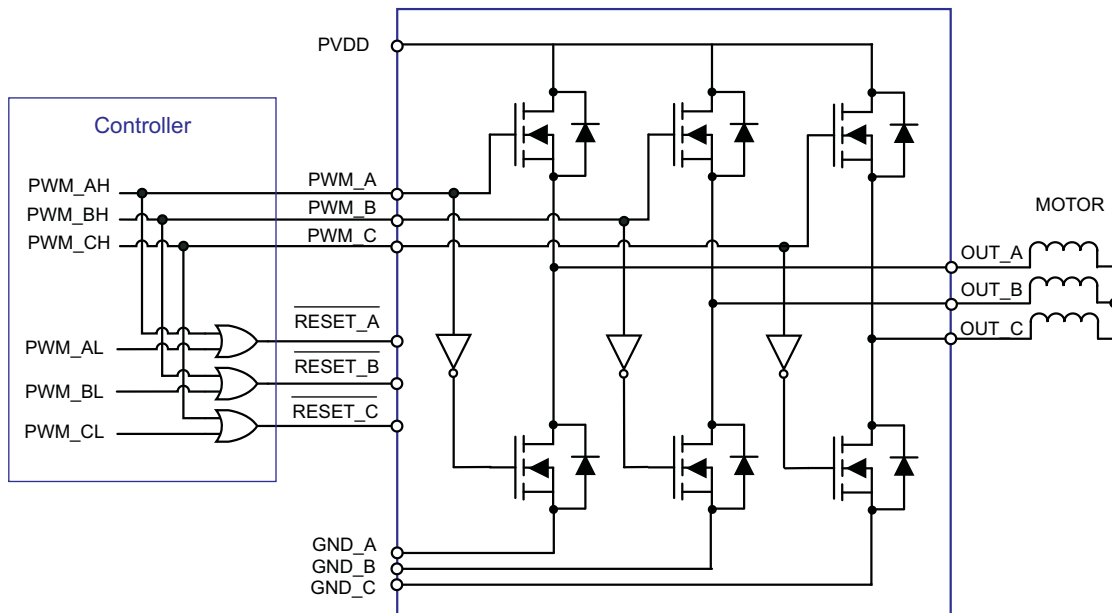 PVDD
Controller
PWM_AH
PWM_BH
PWM_CH
PWM_A
PWM_B
PWM_C
PWM_AL
PWM_BL
PWM_CL
RESET_A
RESET_B
RESET_C
GND_A
GND_B
GND_C
MOTOR
OUT_A
OUT_B
OUT_C